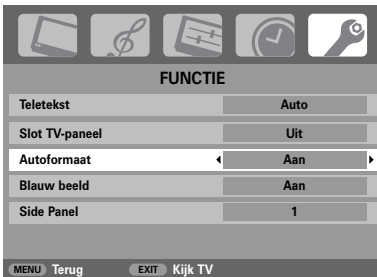 FUNCTIE
Teletekst Auto
Slot TV-paneel Uit
Autoformaat Aan
Blauw beeld Aan
Side Panel 1
MENU Terug EXIT Kijk TV